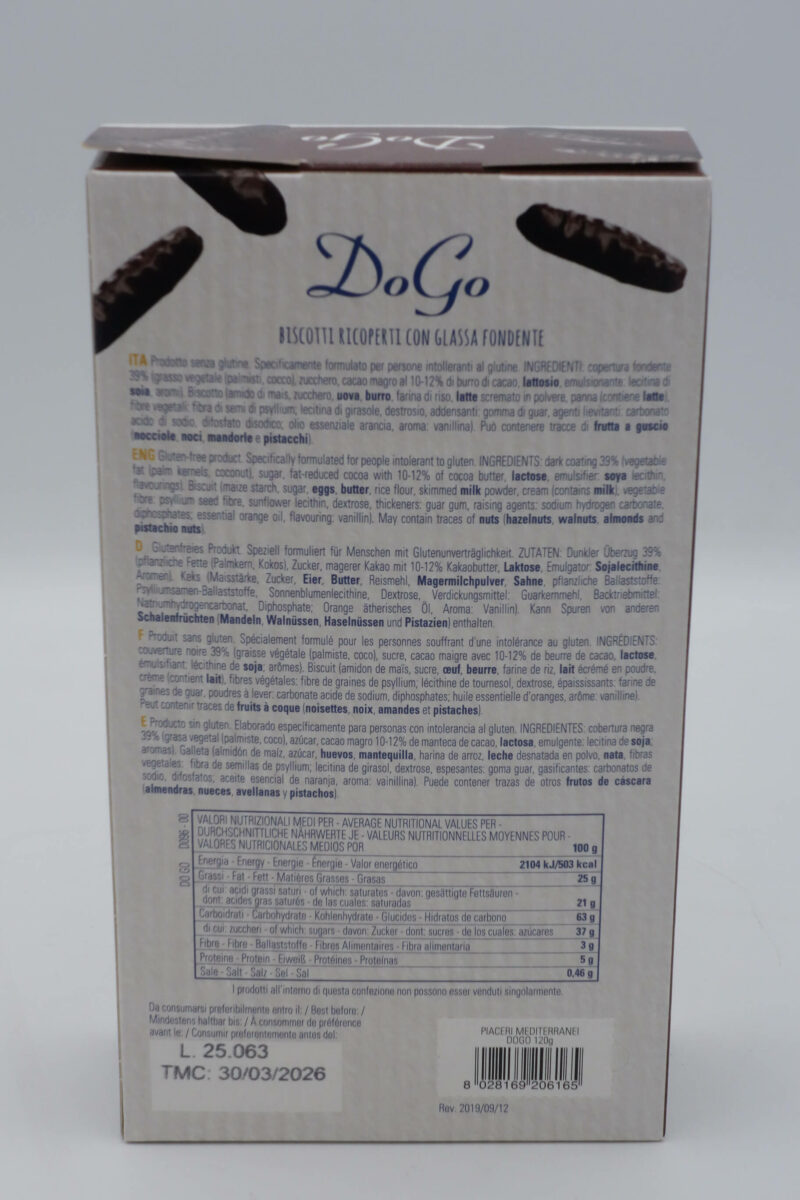 DoGo
DoGo
BISCOTTI RICOPERTI CON GLASSA FONDENTE
ITA Prodotto senza glutine. Specificamente formulato per persone intolleranti al glutine. INGREDIENTI: copertura fondente
39% (grasso vegetale (palmisti, cocco), zucchero, cacao magro al 10-12% di burro di cacao, lattosio, emulsionante: lecitina di
soia, aromi). Biscotto (amido di mais, zucchero, uova, burro, farina di riso, latte scremato in polvere, panna (contiene latte),
fibre vegetali: fibra di semi di psyllium, lecitina di girasole, destrosio, addensanti: gomma di guar, agenti lievitanti: carbonato
acido di sodio, difosfato disodico; olio essenziale arancia, aroma: vanillina). Può contenere tracce di frutta a guscio
(nocciole, noci, mandorle e pistacchi).
ENG Gluten-free product. Specifically formulated for people intolerant to gluten. INGREDIENTS: dark coating 39% (vegetable
fat (palm kernels, coconut), sugar, fat-reduced cocoa with 10-12% of cocoa butter, lactose, emulsifier: soya lecithin,
flavourings). Biscuit (maize starch, sugar, eggs, butter, rice flour, skimmed milk powder, cream (contains milk), vegetable
fibre: psyllium seed fibre, sunflower lecithin, dextrose, thickeners: guar gum, raising agents: sodium hydrogen carbonate,
diphosphates; essential orange oil, flavouring: vanillin). May contain traces of nuts (hazelnuts, walnuts, almonds and
pistachio nuts).
D Glutenfreies Produkt. Speziell formuliert für Menschen mit Glutenunverträglichkeit. ZUTATEN: Dunkler Überzug 39%
(pflanzliche Fette (Palmkern, Kokos), Zucker, magerer Kakao mit 10-12% Kakaobutter, Laktose, Emulgator: Sojalecithine,
Aromen). Keks (Maisstärke, Zucker, Eier, Butter, Reismehl, Magermilchpulver, Sahne, pflanzliche Ballaststoffe:
Psylliumsamen-Ballaststoffe, Sonnenblumenlecithine, Dextrose, Verdickungsmittel: Guarkernmehl, Backtriebmittel:
Natriumhydrogencarbonat, Diphosphate; Orange ätherisches Öl, Aroma: Vanillin). Kann Spuren von anderen
Schalenfrüchten (Mandeln, Walnüssen, Haselnüssen und Pistazien) enthalten.
F Produit sans gluten. Spécialement formulé pour les personnes souffrant d'une intolérance au gluten. INGRÉDIENTS:
couverture noire 39% (graisse végétale (palmiste, coco), sucre, cacao maigre avec 10-12% de beurre de cacao, lactose,
émulsifiant: lécithine de soja; arômes). Biscuit (amidon de maïs, sucre, œuf, beurre, farine de riz, lait écrémé en poudre,
crème (contient lait), fibres végétales: fibre de graines de psyllium; lécithine de tournesol, dextrose, épaississants: farine de
graines de guar, poudres à lever: carbonate acide de sodium, diphosphates; huile essentielle d'oranges, arôme: vanilline).
Peut contenir traces de fruits à coque (noisettes, noix, amandes et pistaches).
E Producto sin gluten. Elaborado específicamente para personas con intolerancia al gluten. INGREDIENTES: cobertura negra
39% (grasa vegetal (palmiste, coco), azúcar, cacao magro 10-12% de manteca de cacao, lactosa, emulgente: lecitina de soja;
aromas). Galleta (almidón de maíz, azúcar, huevos, mantequilla, harina de arroz, leche desnatada en polvo, nata, fibras
vegetales: fibra de semillas de psyllium; lecitina de girasol, dextrose, espesantes: goma guar, gasificantes: carbonatos de
sodio, difosfatos; aceite esencial de naranja, aroma: vainillina). Puede contener trazas de otros frutos de cáscara
(almendras, nueces, avellanas y pistachos).
DO GO D096 - 00
VALORI NUTRIZIONALI MEDI PER - AVERAGE NUTRITIONAL VALUES PER -
DURCHSCHNITTLICHE NÄHRWERTE JE - VALEURS NUTRITIONNELLES MOYENNES POUR -
VALORES NUTRICIONALES MEDIOS POR 100 g
Energia - Energy - Energie - Énergie - Valor energético 2104 kJ/503 kcal
Grassi - Fat - Fett - Matières Grasses - Grasas 25 g
di cui: acidi grassi saturi - of which: saturates - davon: gesättigte Fettsäuren -
dont: acides gras saturés - de las cuales: saturadas 21 g
Carboidrati - Carbohydrate - Kohlenhydrate - Glucides - Hidratos de carbono 63 g
di cui: zuccheri - of which: sugars - davon: Zucker - dont: sucres - de los cuales: azúcares 37 g
Fibre - Fibre - Ballaststoffe - Fibres Alimentaires - Fibra alimentaria 3 g
Proteine - Protein - Eiweiß - Protéines - Proteínas 5 g
Sale - Salt - Salz - Sel - Sal 0,46 g
I prodotti all'interno di questa confezione non possono esser venduti singolarmente.
Da consumarsi preferibilmente entro il: / Best before: /
Mindestens haltbar bis: / À consommer de préférence
avant le: / Consumir preferentemente antes del:
L. 25.063
TMC: 30/03/2026
PIACERI MEDITERRANEI
DOGO 120g
8 028169 206165
Rev. 2019/09/12